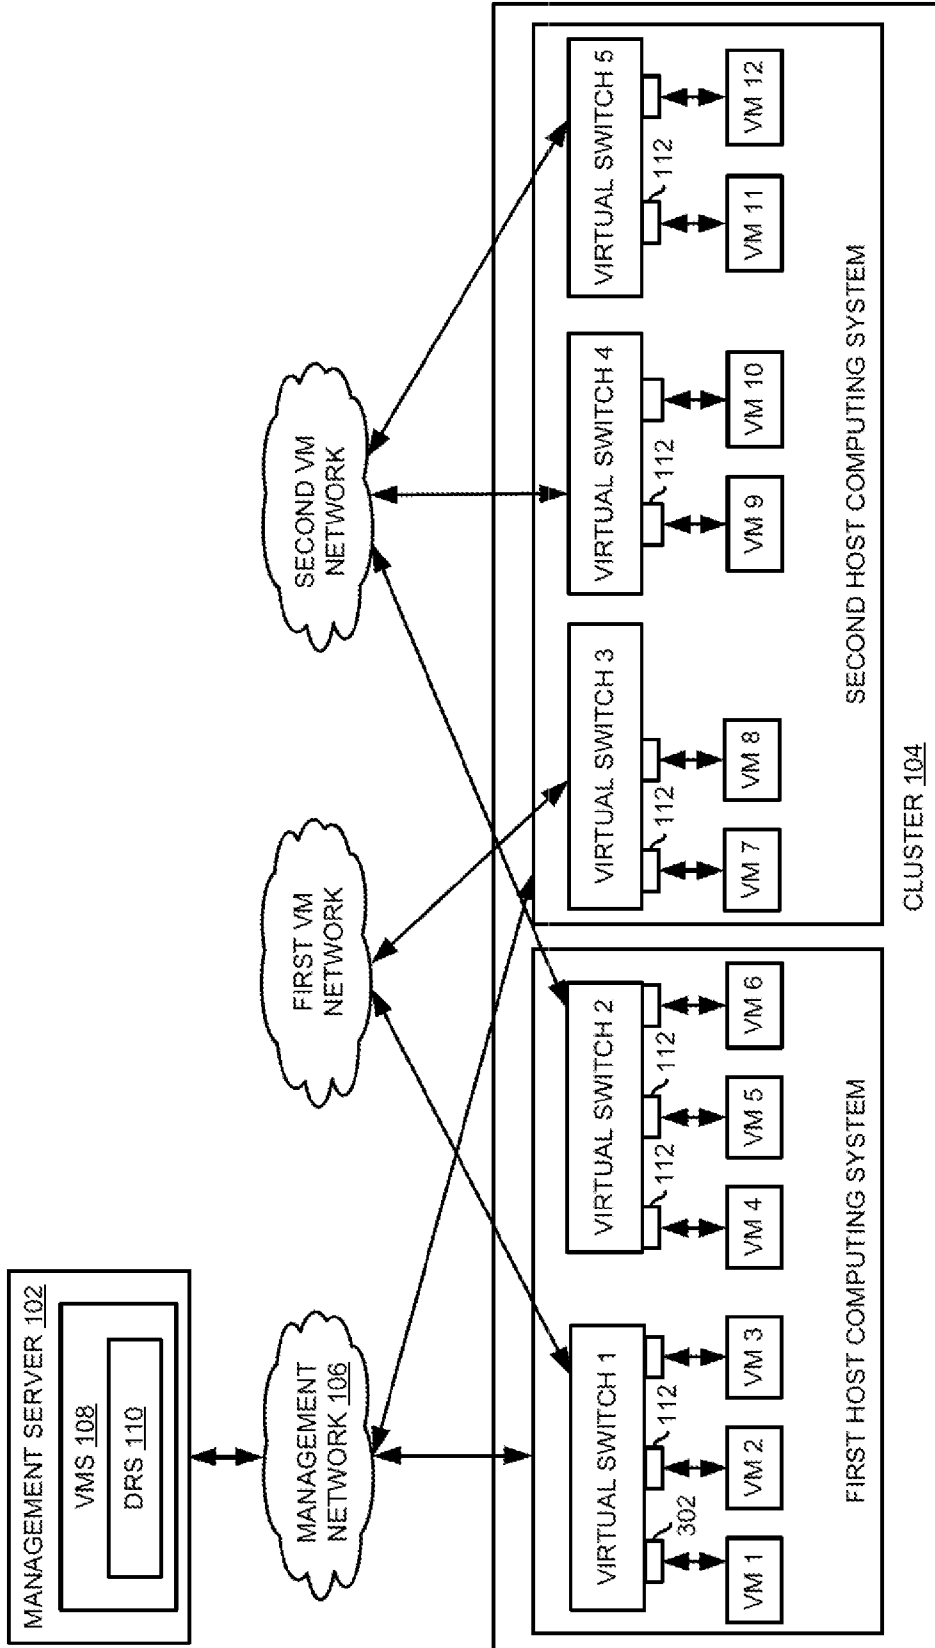 MANAGEMENT SERVER 102
VMS 108
DRS 110
MANAGEMENT
NETWORK 106
FIRST VM
NETWORK
SECOND VM
NETWORK
VIRTUAL SWITCH 1
302
112
VM 1
VM 2
VM 3
VIRTUAL SWITCH 2
112
112
VM 4
VM 5
VM 6
FIRST HOST COMPUTING SYSTEM
VIRTUAL SWITCH 3
112
VM 7
VM 8
VIRTUAL SWITCH 4
112
VM 9
VM 10
VIRTUAL SWITCH 5
112
VM 11
VM 12
SECOND HOST COMPUTING SYSTEM
CLUSTER 104